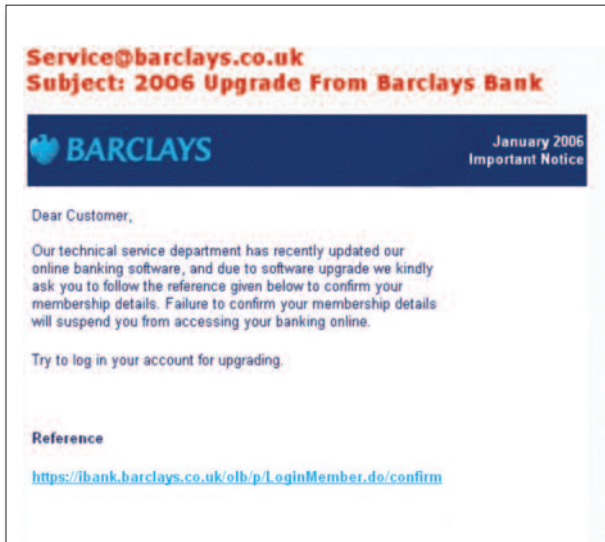 Service@barclays.co.uk
Subject: 2006 Upgrade From Barclays Bank
BARCLAYS
January 2006
Important Notice
Dear Customer,
Our technical service department has recently updated our
online banking software, and due to software upgrade we kindly
ask you to follow the reference given below to confirm your
membership details. Failure to confirm your membership details
will suspend you from accessing your banking online.
Try to log in your account for upgrading.
Reference
https://ibank.barclays.co.uk/olb/p/LoginMember.do/confirm